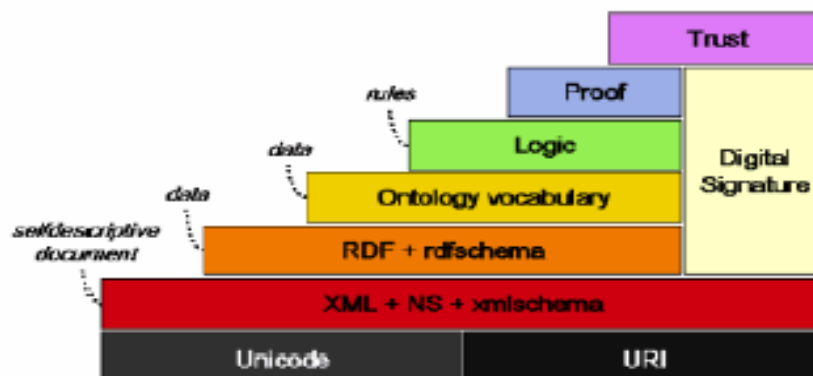 Trust
rules
Proof
data
Logic
Digital
Signature
data
Ontology vocabulary
selfdescriptive
document
RDF + rdfschema
XML + NS + xmlschema
Unicode
URI